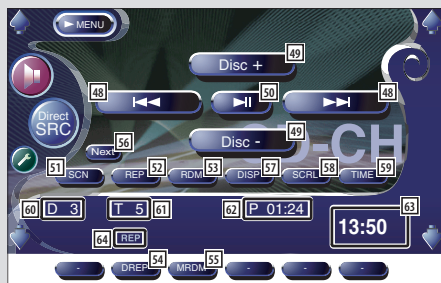 ► MENU
49
Disc +
48 50 48
Direct
SRC
49
56
Disc -
CD-CH
Next
51 52 53 57 58 59
SCN REP RDM DISP SCRL TIME
60 D 3 T 5 61 62 P 01:24 63
13:50
64 REP
54 55
- DREP MRDM - - -